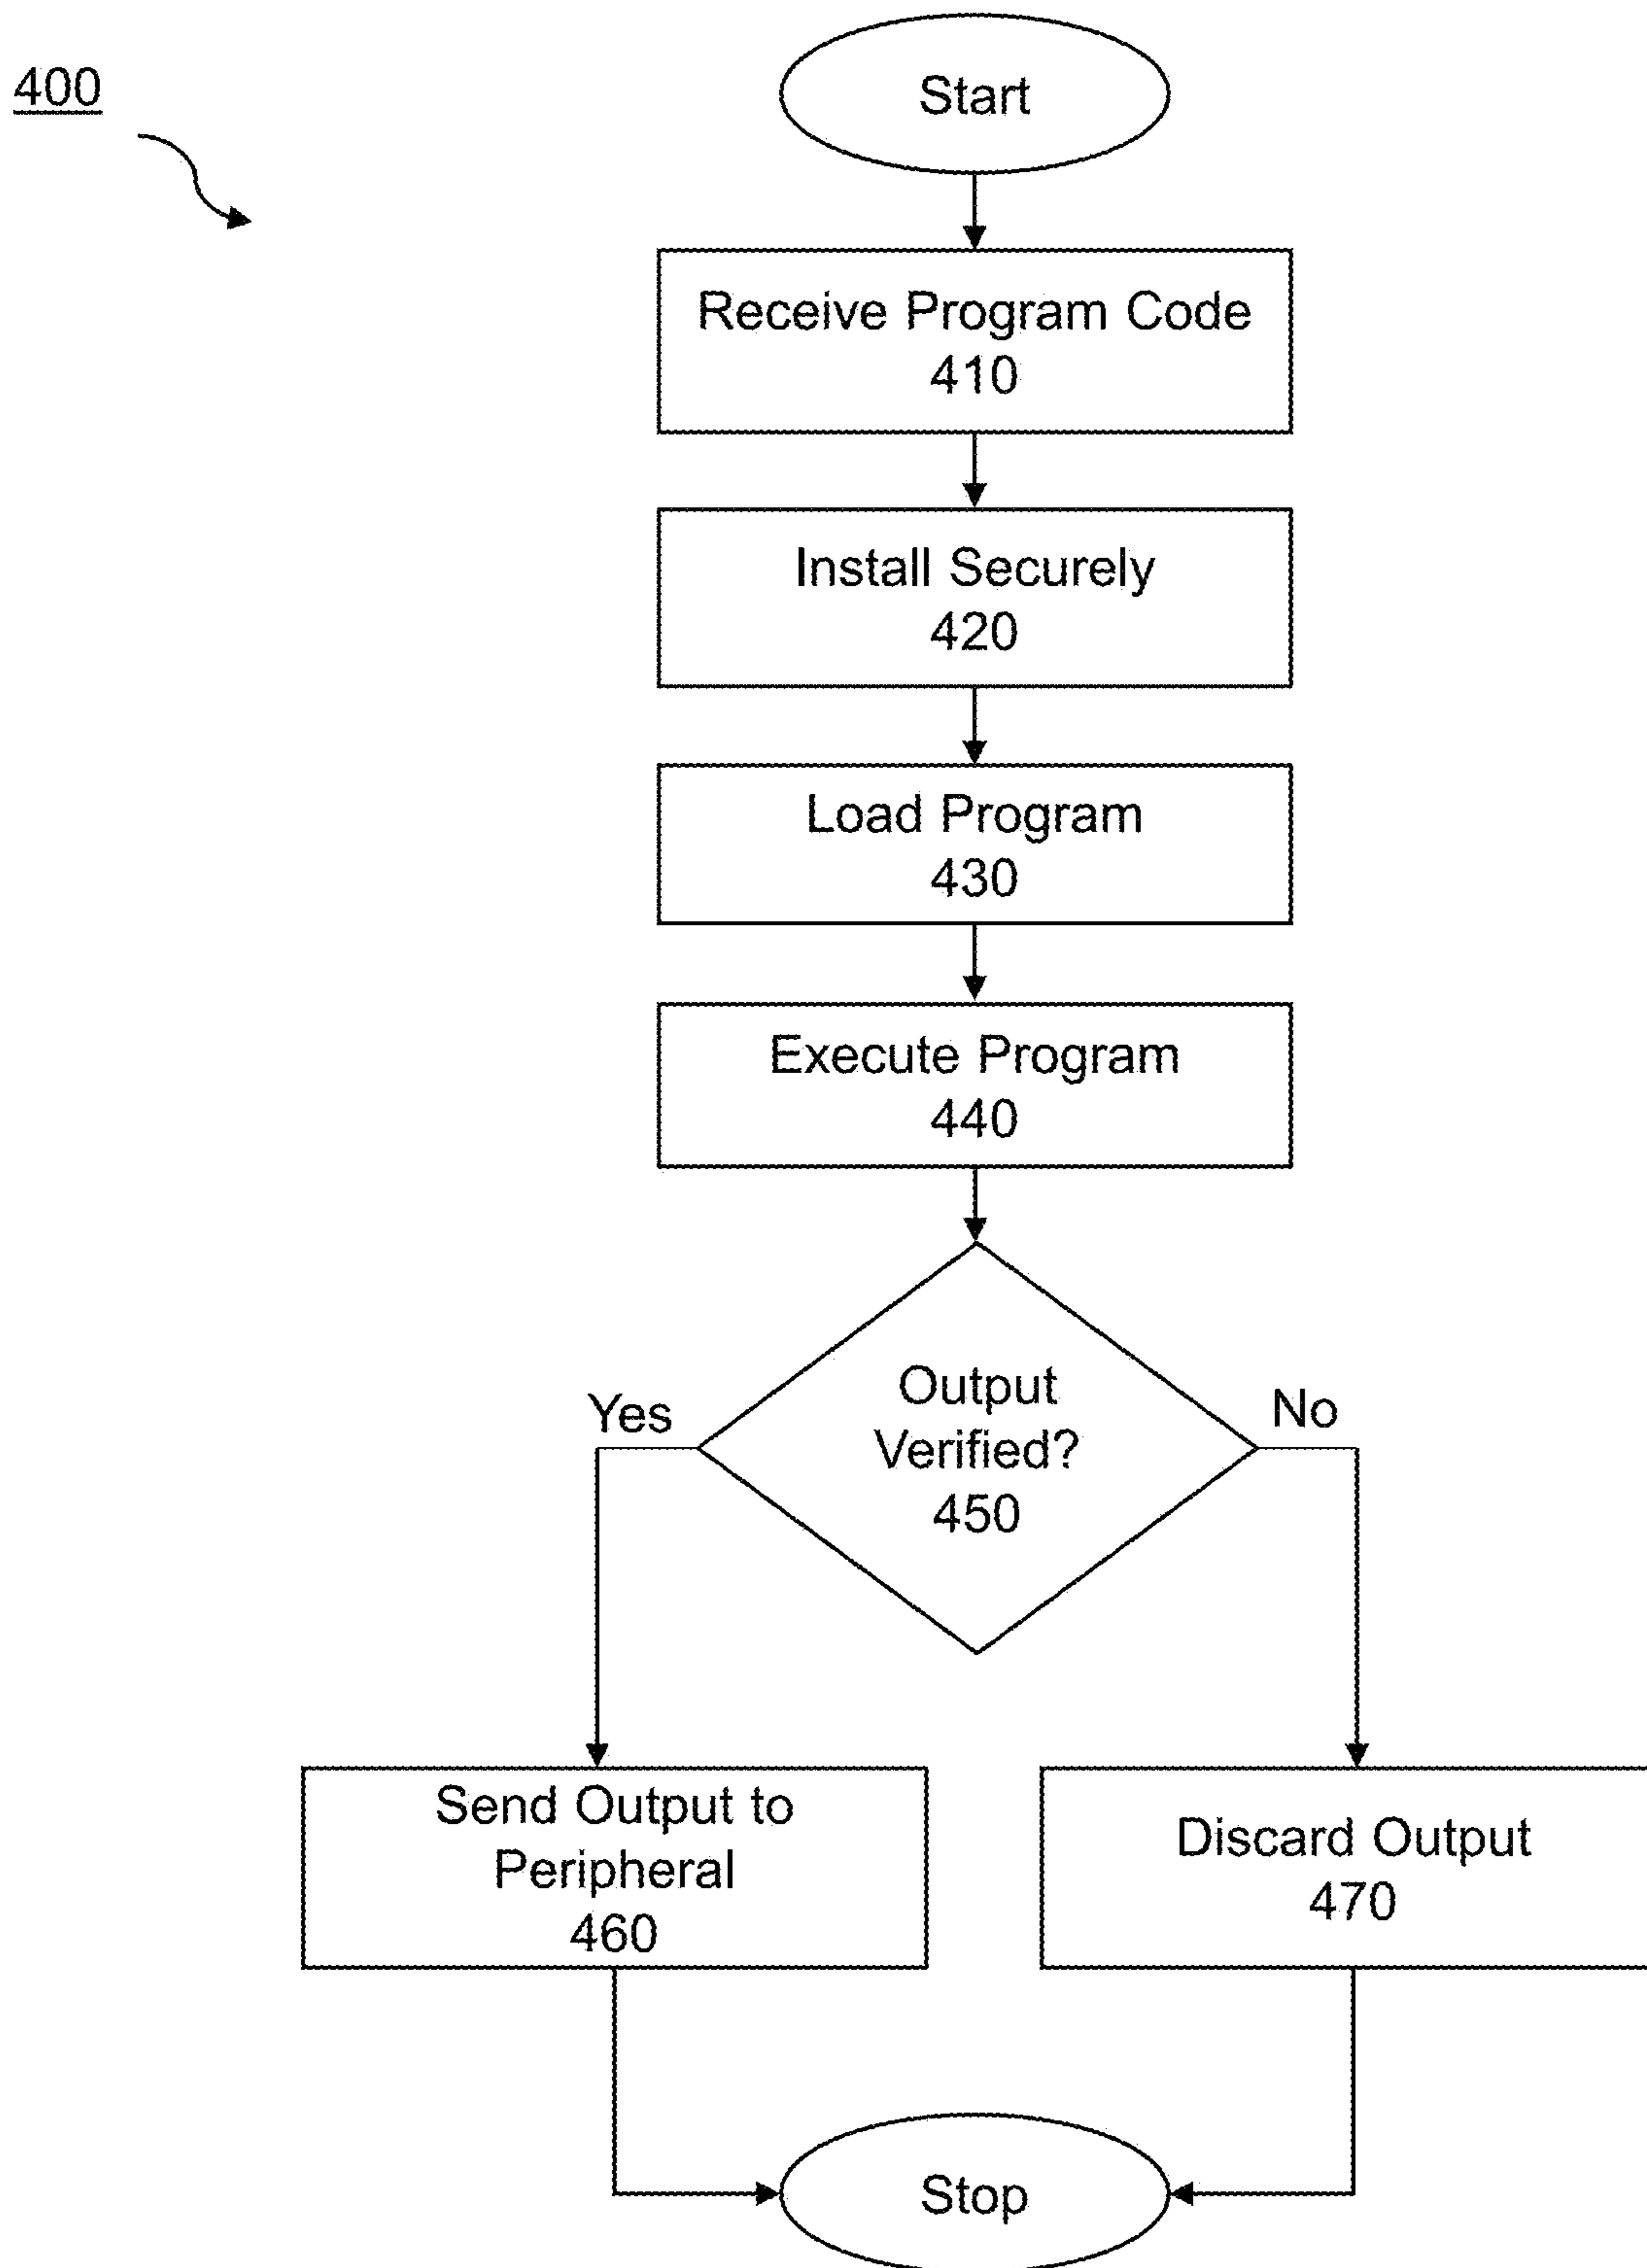 400
Start
Receive Program Code
410
Install Securely
420
Load Program
430
Execute Program
440
Output
Verified?
450
Yes
No
Send Output to
Peripheral
460
Discard Output
470
Stop